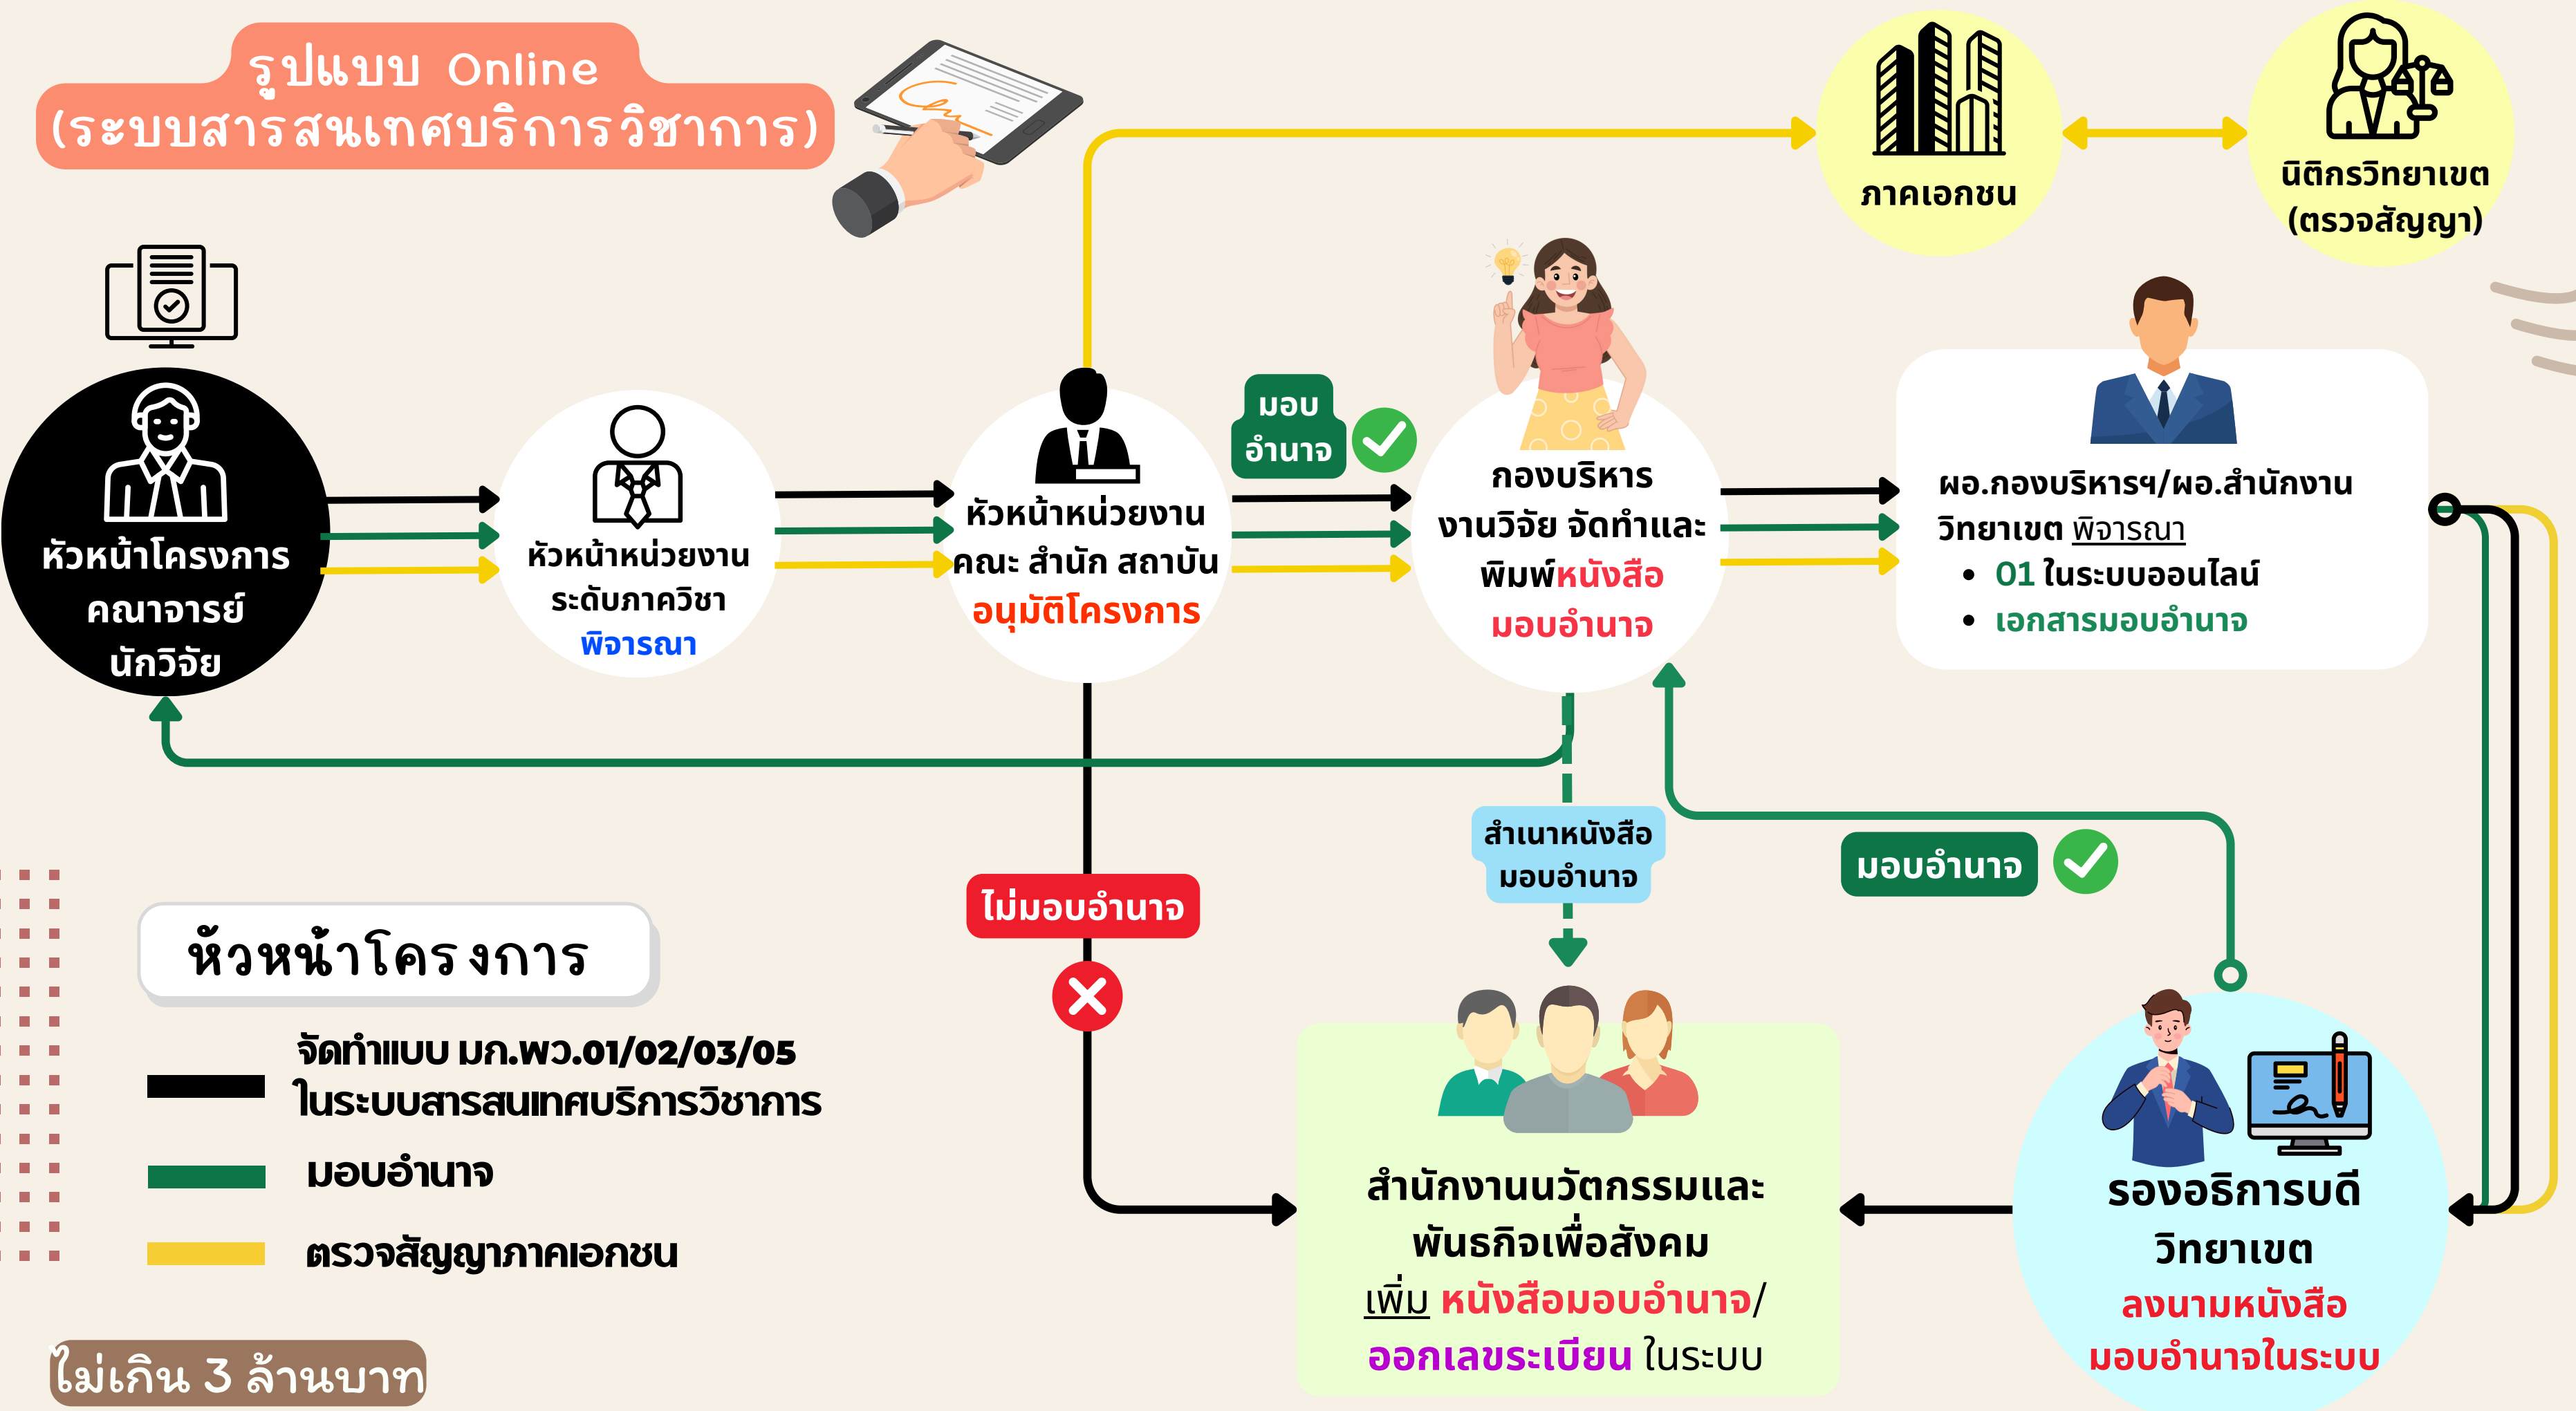 รูปแบบ Online
(ระบบสารสนเทศบริการวิชาการ)
ภาคเอกชน
นิติกรวิทยาเขต
(ตรวจสัญญา)
หัวหน้าโครงการ
คณาจารย์
นักวิจัย
หัวหน้าหน่วยงาน
ระดับภาควิชา
พิจารณา
หัวหน้าหน่วยงาน
คณะ สำนัก สถาบัน
อนุมัติโครงการ
มอบ
อำนาจ
กองบริหาร
งานวิจัย จัดทำและ
พิมพ์หนังสือ
มอบอำนาจ
ผอ.กองบริหารฯ/ผอ.สำนักงาน
วิทยาเขต พิจารณา
• 01 ในระบบออนไลน์
• เอกสารมอบอำนาจ
สำเนาหนังสือ
มอบอำนาจ
มอบอำนาจ
ไม่มอบอำนาจ
หัวหน้าโครงการ
จัดทำแบบ มก.พว.01/02/03/05
ในระบบสารสนเทศบริการวิชาการ
มอบอำนาจ
ตรวจสัญญาภาคเอกชน
ไม่เกิน 3 ล้านบาท
สำนักงานนวัตกรรมและ
พันธกิจเพื่อสังคม
เพิ่ม หนังสือมอบอำนาจ/
ออกเลขระเบียน ในระบบ
รองอธิการบดี
วิทยาเขต
ลงนามหนังสือ
มอบอำนาจในระบบ